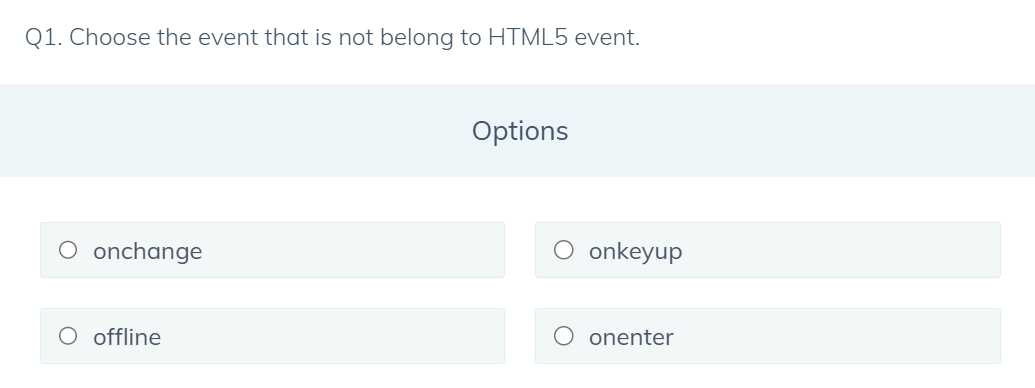 Q1. Choose the event that is not belong to HTML5 event.
Options
onchange
onkeyup
offline
onenter